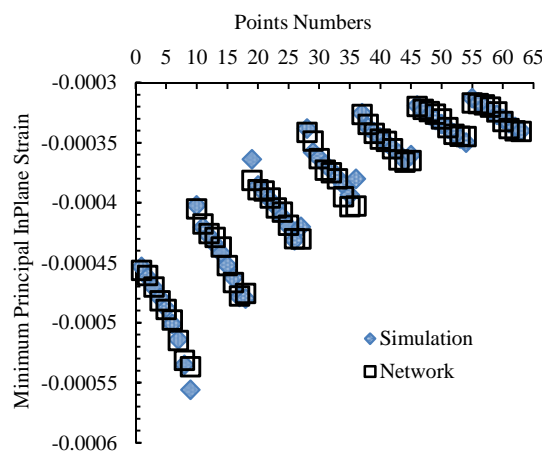 Points Numbers
0 5 10 15 20 25 30 35 40 45 50 55 60 65
-0.0003
-0.00035
-0.0004
-0.00045
-0.0005
-0.00055
-0.0006
Minimum Principal InPlane Strain
Simulation
Network